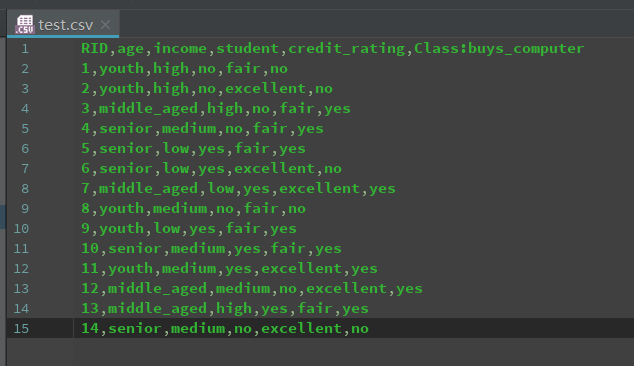 test.csv
1 RID,age,income,student,credit_rating,Class:buys_computer
2 1,youth,high,no,fair,no
3 2,youth,high,no,excellent,no
4 3,middle_aged,high,no,fair,yes
5 4,senior,medium,no,fair,yes
6 5,senior,low,yes,fair,yes
7 6,senior,low,yes,excellent,no
8 7,middle_aged,low,yes,excellent,yes
9 8,youth,medium,no,fair,no
10 9,youth,low,yes,fair,yes
11 10,senior,medium,yes,fair,yes
12 11,youth,medium,yes,excellent,yes
13 12,middle_aged,medium,no,excellent,yes
14 13,middle_aged,high,yes,fair,yes
15 14,senior,medium,no,excellent,no